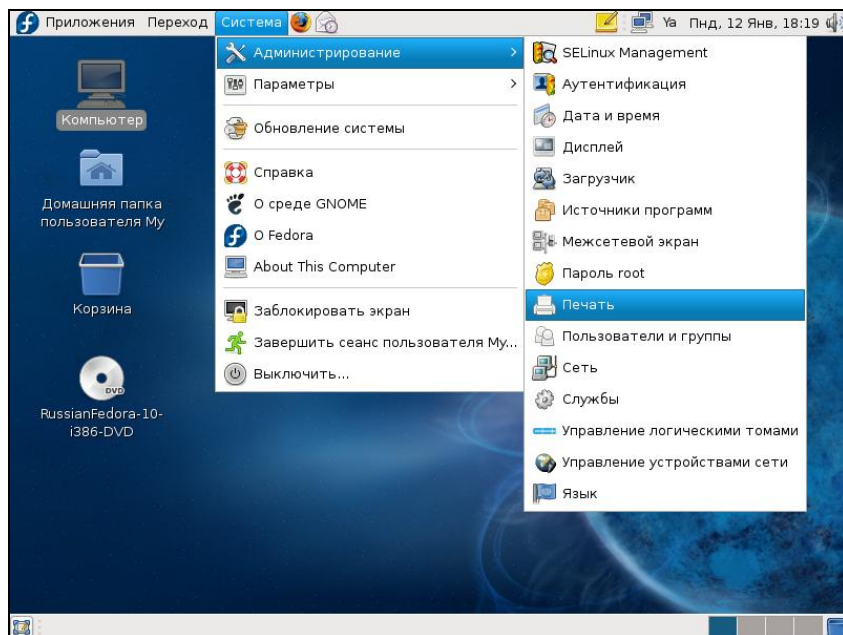 Приложения Переход Система Ya Пнд, 12 Янв, 18:19
Компьютер
Домашняя папка
пользователя My
Корзина
DVD
RussianFedora-10-
i386-DVD
Администрирование
Параметры
Обновление системы
Справка
О среде GNOME
О Fedora
About This Computer
Заблокировать экран
Завершить сеанс пользователя My...
Выключить...
SELinux Management
Аутентификация
Дата и время
Дисплей
Загрузчик
Источники программ
Межсетевой экран
Пароль root
Печать
Пользователи и группы
Сеть
Службы
Управление логическими томами
Управление устройствами сети
Язык